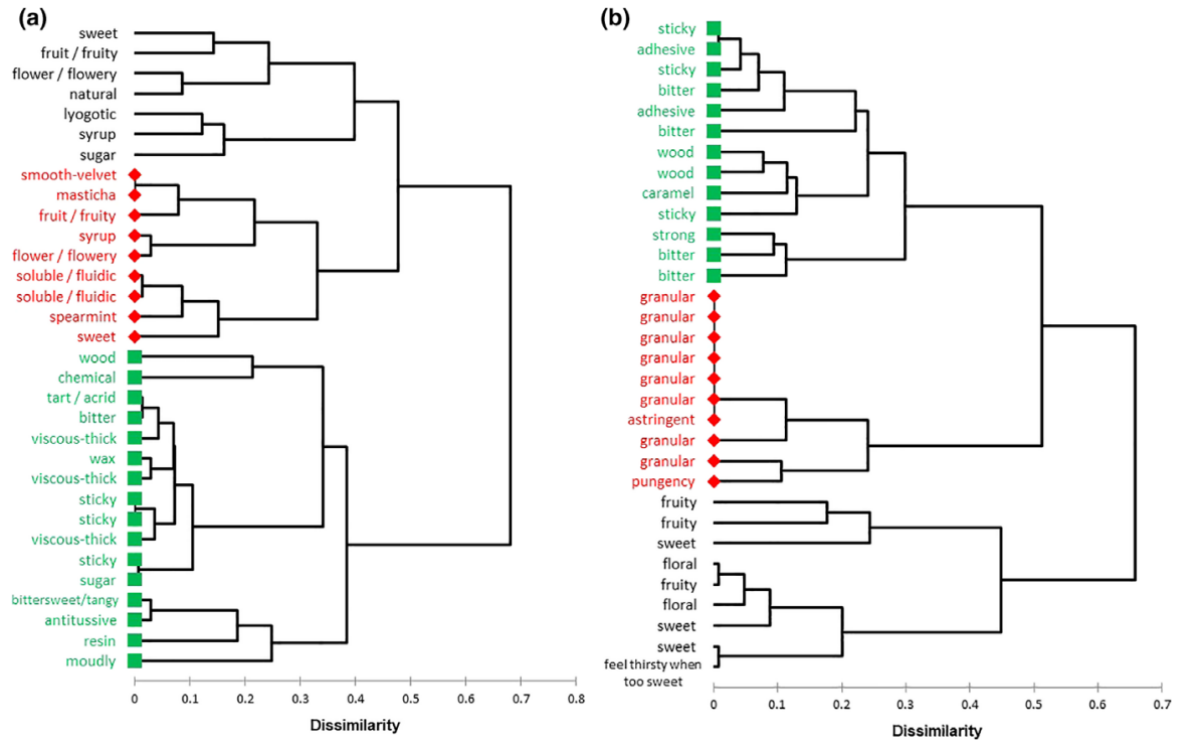 (a)
sweet
fruit / fruity
flower / flowery
natural
lyogotic
syrup
sugar
smooth-velvet
masticha
fruit / fruity
syrup
flower / flowery
soluble / fluidic
soluble / fluidic
spearmint
sweet
wood
chemical
tart / acrid
bitter
viscous-thick
wax
viscous-thick
sticky
sticky
viscous-thick
sticky
sugar
bittersweet/tangy
antitussive
resin
moudly
0 0.1 0.2 0.3 0.4 0.5 0.6 0.7 0.8
Dissimilarity
(b)
sticky
adhesive
sticky
bitter
adhesive
bitter
wood
wood
caramel
sticky
strong
bitter
bitter
granular
granular
granular
granular
granular
granular
astringent
granular
granular
pungency
fruity
fruity
sweet
floral
fruity
floral
sweet
sweet
feel thirsty when
too sweet
0 0.1 0.2 0.3 0.4 0.5 0.6 0.7
Dissimilarity